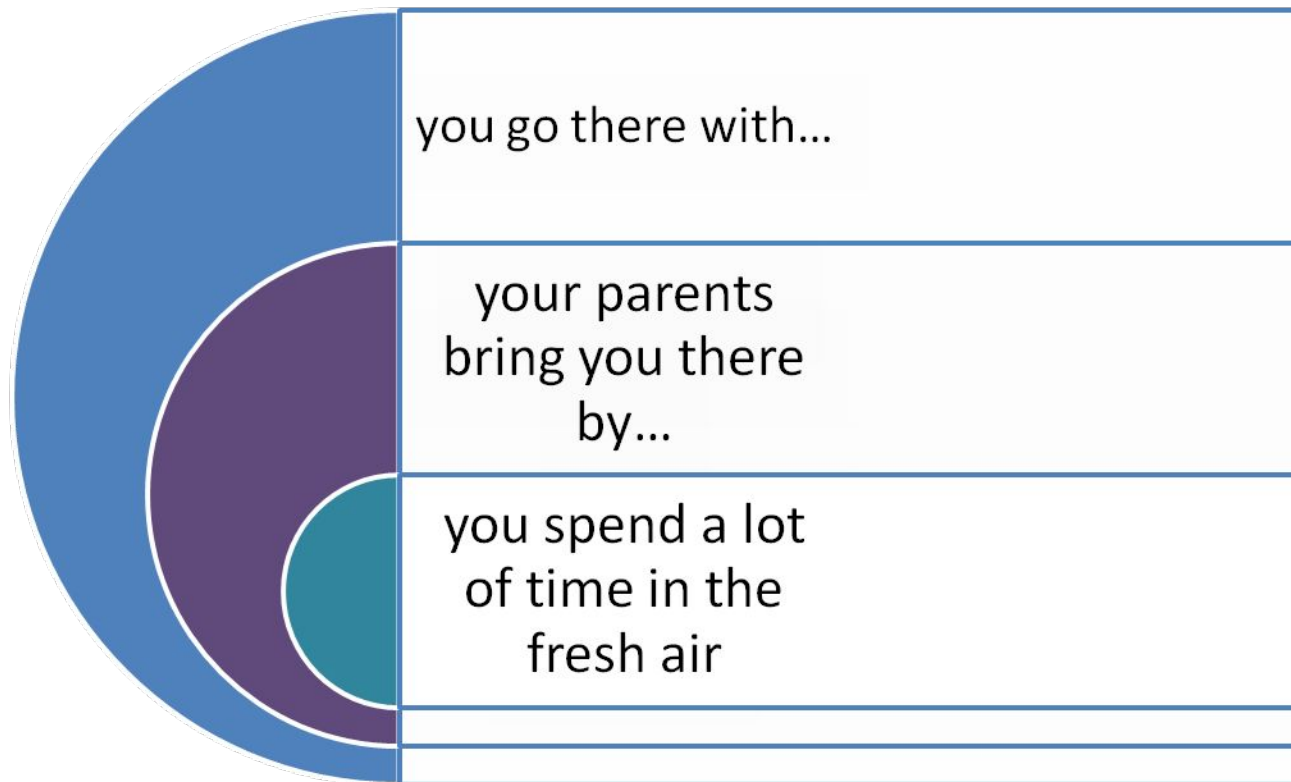 you go there with…
your parents
bring you there
by…
you spend a lot
of time in the
fresh air